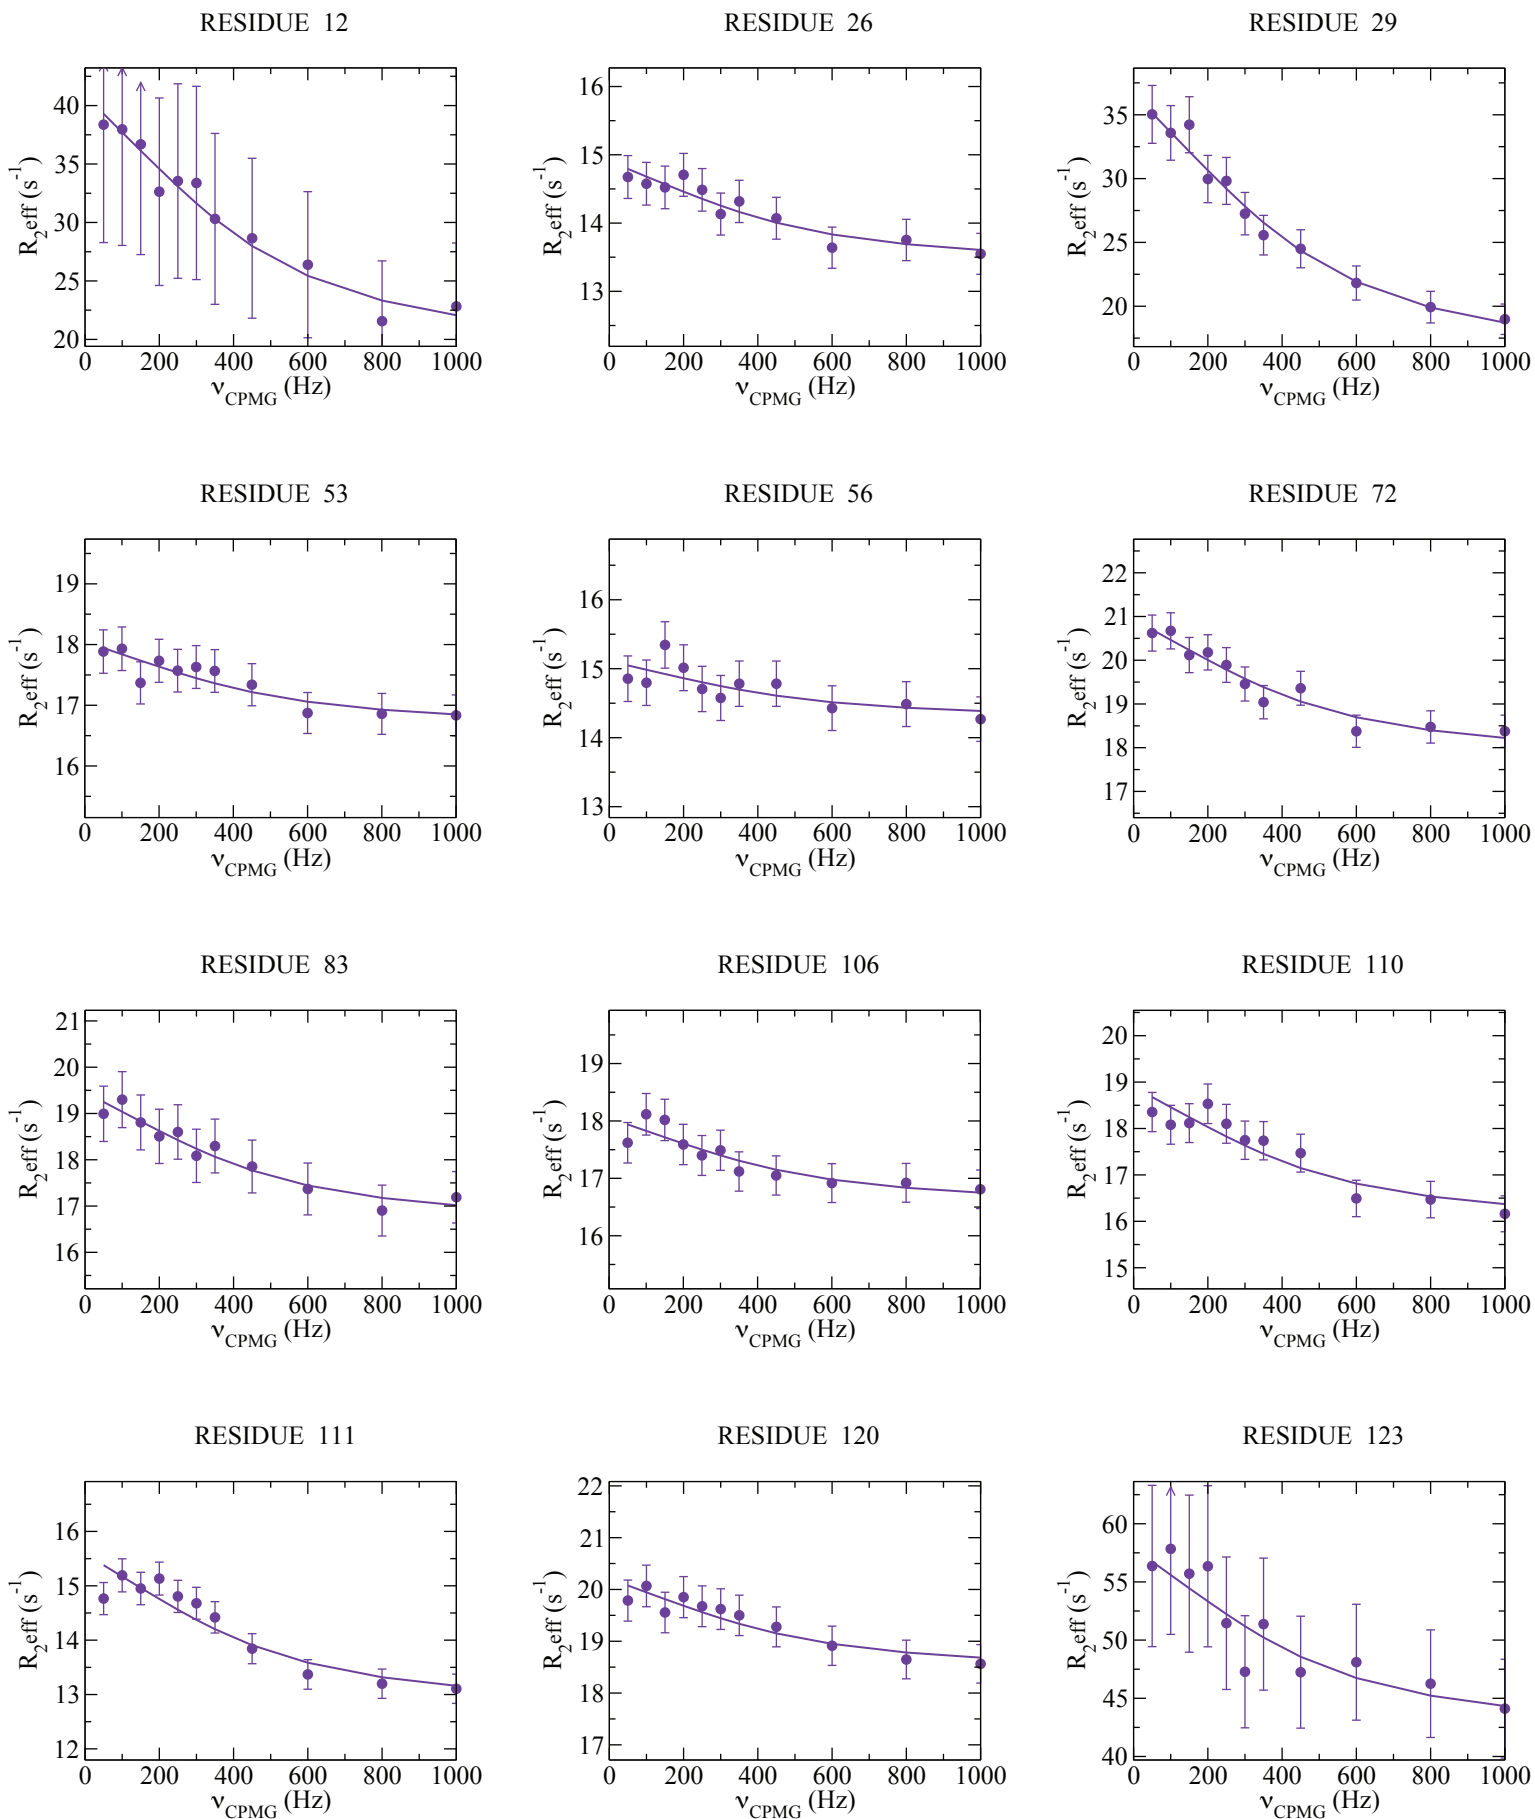 RESIDUE 12
R2eff (s-1)
40
35
30
25
20
0 200 400 600 800 1000
νCPMG (Hz)
RESIDUE 26
R2eff (s-1)
16
15
14
13
0 200 400 600 800 1000
νCPMG (Hz)
RESIDUE 29
R2eff (s-1)
35
30
25
20
0 200 400 600 800 1000
νCPMG (Hz)
RESIDUE 53
R2eff (s-1)
19
18
17
16
0 200 400 600 800 1000
νCPMG (Hz)
RESIDUE 56
R2eff (s-1)
16
15
14
13
0 200 400 600 800 1000
νCPMG (Hz)
RESIDUE 72
R2eff (s-1)
22
21
20
19
18
17
0 200 400 600 800 1000
νCPMG (Hz)
RESIDUE 83
R2eff (s-1)
21
20
19
18
17
16
0 200 400 600 800 1000
νCPMG (Hz)
RESIDUE 106
R2eff (s-1)
19
18
17
16
0 200 400 600 800 1000
νCPMG (Hz)
RESIDUE 110
R2eff (s-1)
20
19
18
17
16
15
0 200 400 600 800 1000
νCPMG (Hz)
RESIDUE 111
R2eff (s-1)
16
15
14
13
12
0 200 400 600 800 1000
νCPMG (Hz)
RESIDUE 120
R2eff (s-1)
22
21
20
19
18
17
0 200 400 600 800 1000
νCPMG (Hz)
RESIDUE 123
R2eff (s-1)
60
55
50
45
40
0 200 400 600 800 1000
νCPMG (Hz)